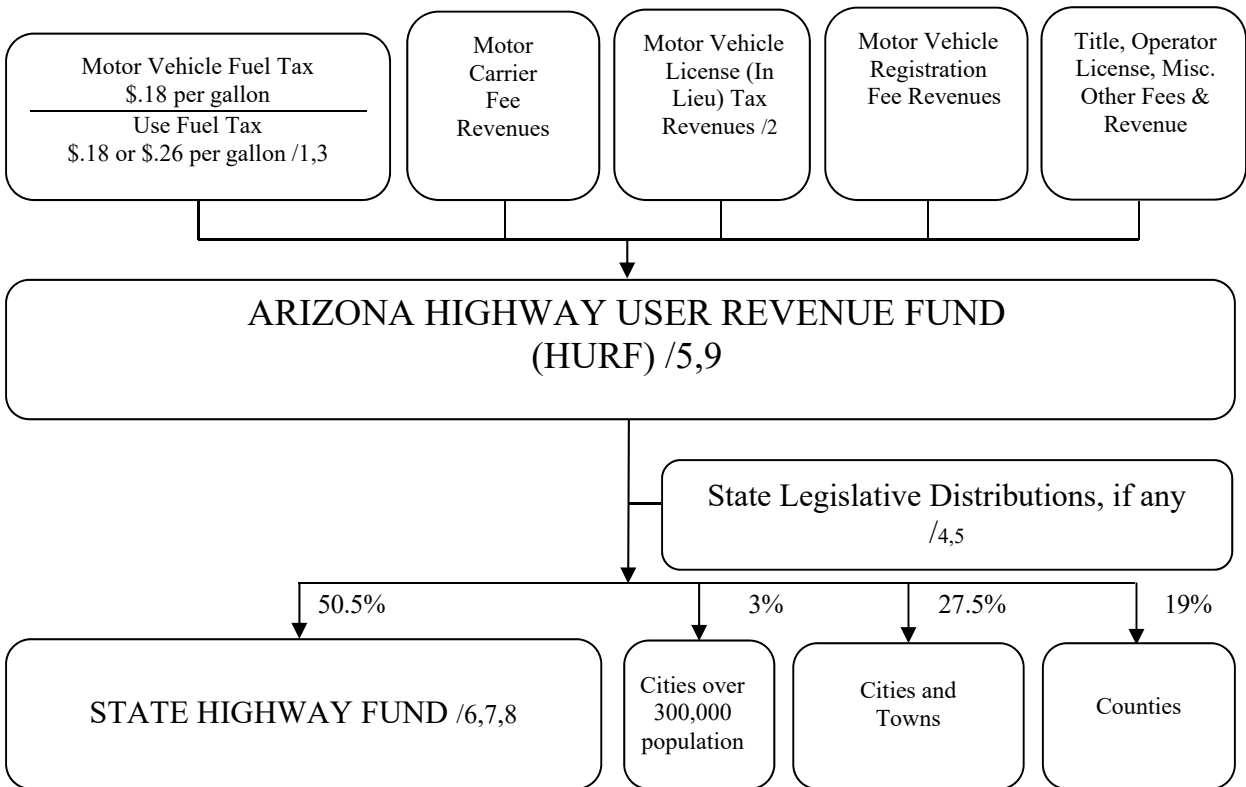 Motor Vehicle Fuel Tax
$.18 per gallon
Use Fuel Tax
$.18 or $.26 per gallon /1,3
Motor
Carrier
Fee
Revenues
Motor Vehicle
License (In
Lieu) Tax
Revenues /2
Motor Vehicle
Registration
Fee Revenues
Title, Operator
License, Misc.
Other Fees &
Revenue
ARIZONA HIGHWAY USER REVENUE FUND
(HURF) /5,9
State Legislative Distributions, if any
/4,5
50.5%
3%
27.5%
19%
STATE HIGHWAY FUND /6,7,8
Cities over
300,000
population
Cities and
Towns
Counties